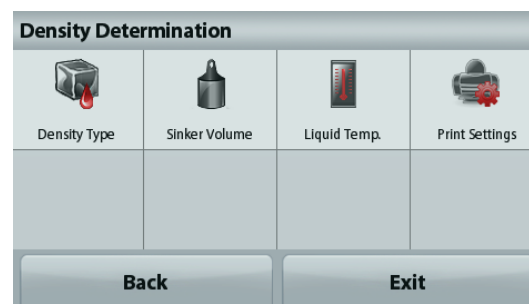 Density Determination
Density Type Sinker Volume Liquid Temp. Print Settings
Back Exit